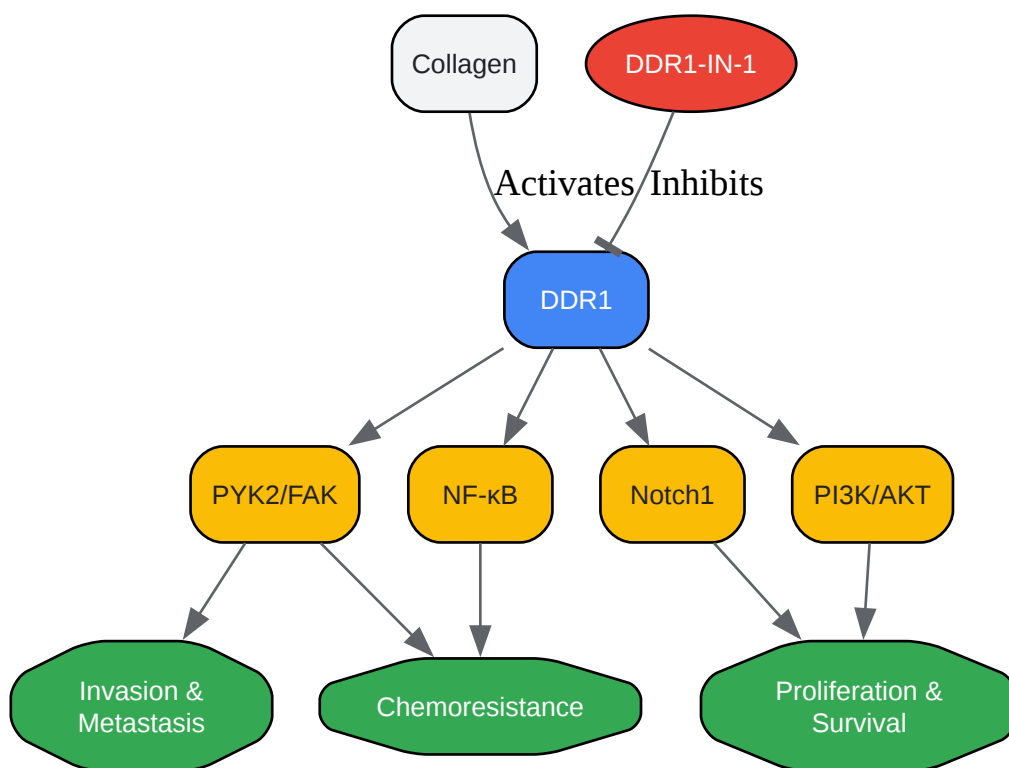 Collagen
DDR1-IN-1
Activates
Inhibits
DDR1
PYK2/FAK
NF-κB
Notch1
PI3K/AKT
Invasion &
Metastasis
Chemoresistance
Proliferation &
Survival